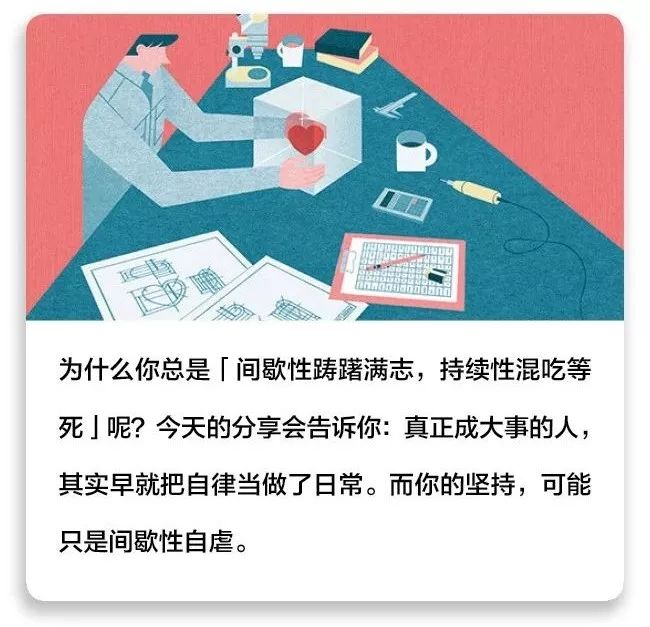 为什么你总是「间歇性踌躇满志，持续性混吃等
死」呢？今天的分享会告诉你：真正成大事的人，
其实早就把自律当做了日常。而你的坚持，可能
只是间歇性自虐。